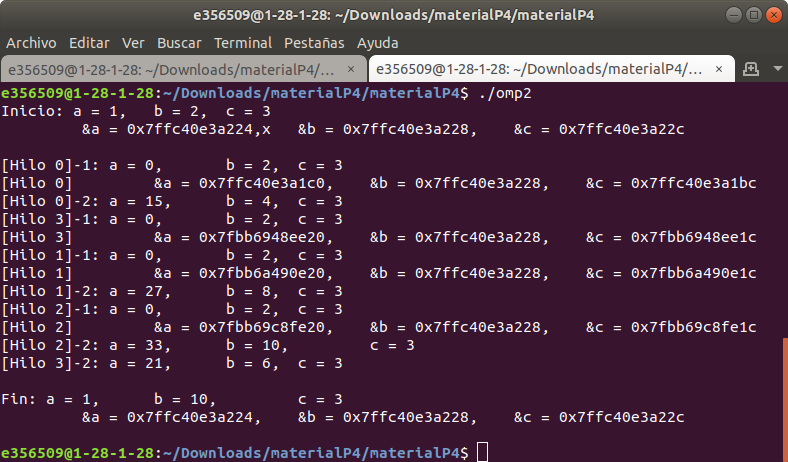 e356509@1-28-1-28: ~/Downloads/materialP4/materialP4
Archivo Editar Ver Buscar Terminal Pestañas Ayuda
e356509@1-28-1-28: ~/Downloads/materialP4/... × e356509@1-28-1-28: ~/Downloads/materialP4/... ×
e356509@1-28-1-28:~/Downloads/materialP4/materialP4$ ./omp2
Inicio: a = 1,   b = 2,  c = 3
         &a = 0x7ffc40e3a224,x   &b = 0x7ffc40e3a228,    &c = 0x7ffc40e3a22c
[Hilo 0]-1: a = 0,       b = 2,  c = 3
[Hilo 0]         &a = 0x7ffc40e3a1c0,    &b = 0x7ffc40e3a228,    &c = 0x7ffc40e3a1bc
[Hilo 0]-2: a = 15,      b = 4,  c = 3
[Hilo 3]-1: a = 0,       b = 2,  c = 3
[Hilo 3]         &a = 0x7fbb6948ee20,    &b = 0x7ffc40e3a228,    &c = 0x7fbb6948ee1c
[Hilo 1]-1: a = 0,       b = 2,  c = 3
[Hilo 1]         &a = 0x7fbb6a490e20,    &b = 0x7ffc40e3a228,    &c = 0x7fbb6a490e1c
[Hilo 1]-2: a = 27,      b = 8,  c = 3
[Hilo 2]-1: a = 0,       b = 2,  c = 3
[Hilo 2]         &a = 0x7fbb69c8fe20,    &b = 0x7ffc40e3a228,    &c = 0x7fbb69c8fe1c
[Hilo 2]-2: a = 33,      b = 10,         c = 3
[Hilo 3]-2: a = 21,      b = 6,  c = 3
Fin: a = 1,      b = 10,         c = 3
         &a = 0x7ffc40e3a224,    &b = 0x7ffc40e3a228,    &c = 0x7ffc40e3a22c
e356509@1-28-1-28:~/Downloads/materialP4/materialP4$